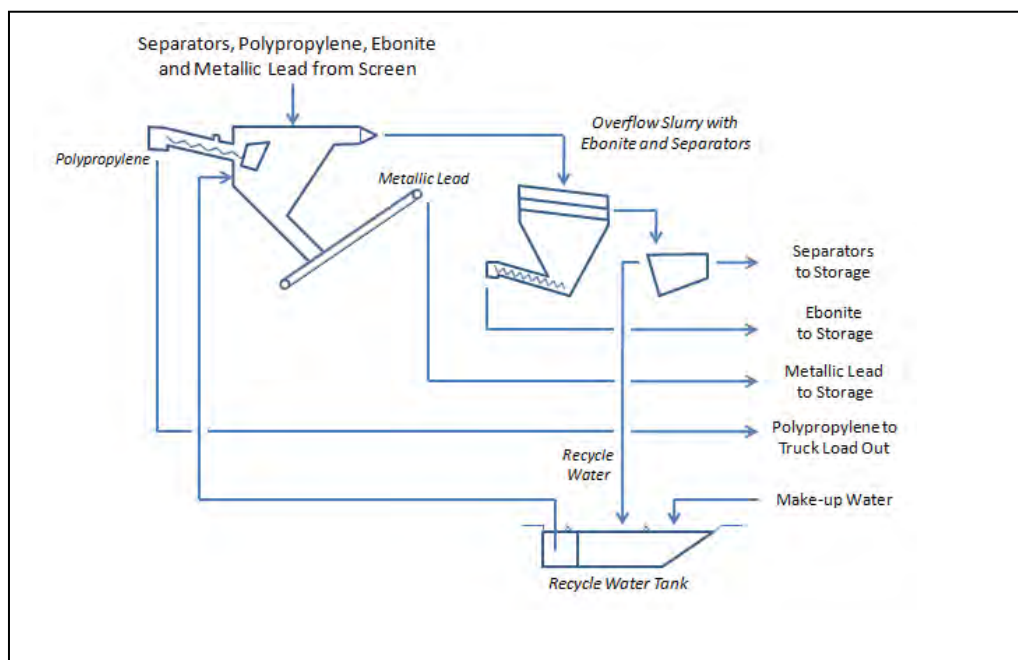 Separators, Polypropylene, Ebonite
and Metallic Lead from Screen
Overflow Slurry with
Ebonite and Separators
Polypropylene
Metallic Lead
Separators
to Storage
Ebonite
to Storage
Metallic Lead
to Storage
Polypropylene to
Truck Load Out
Recycle
Water
Make-up Water
Recycle Water Tank